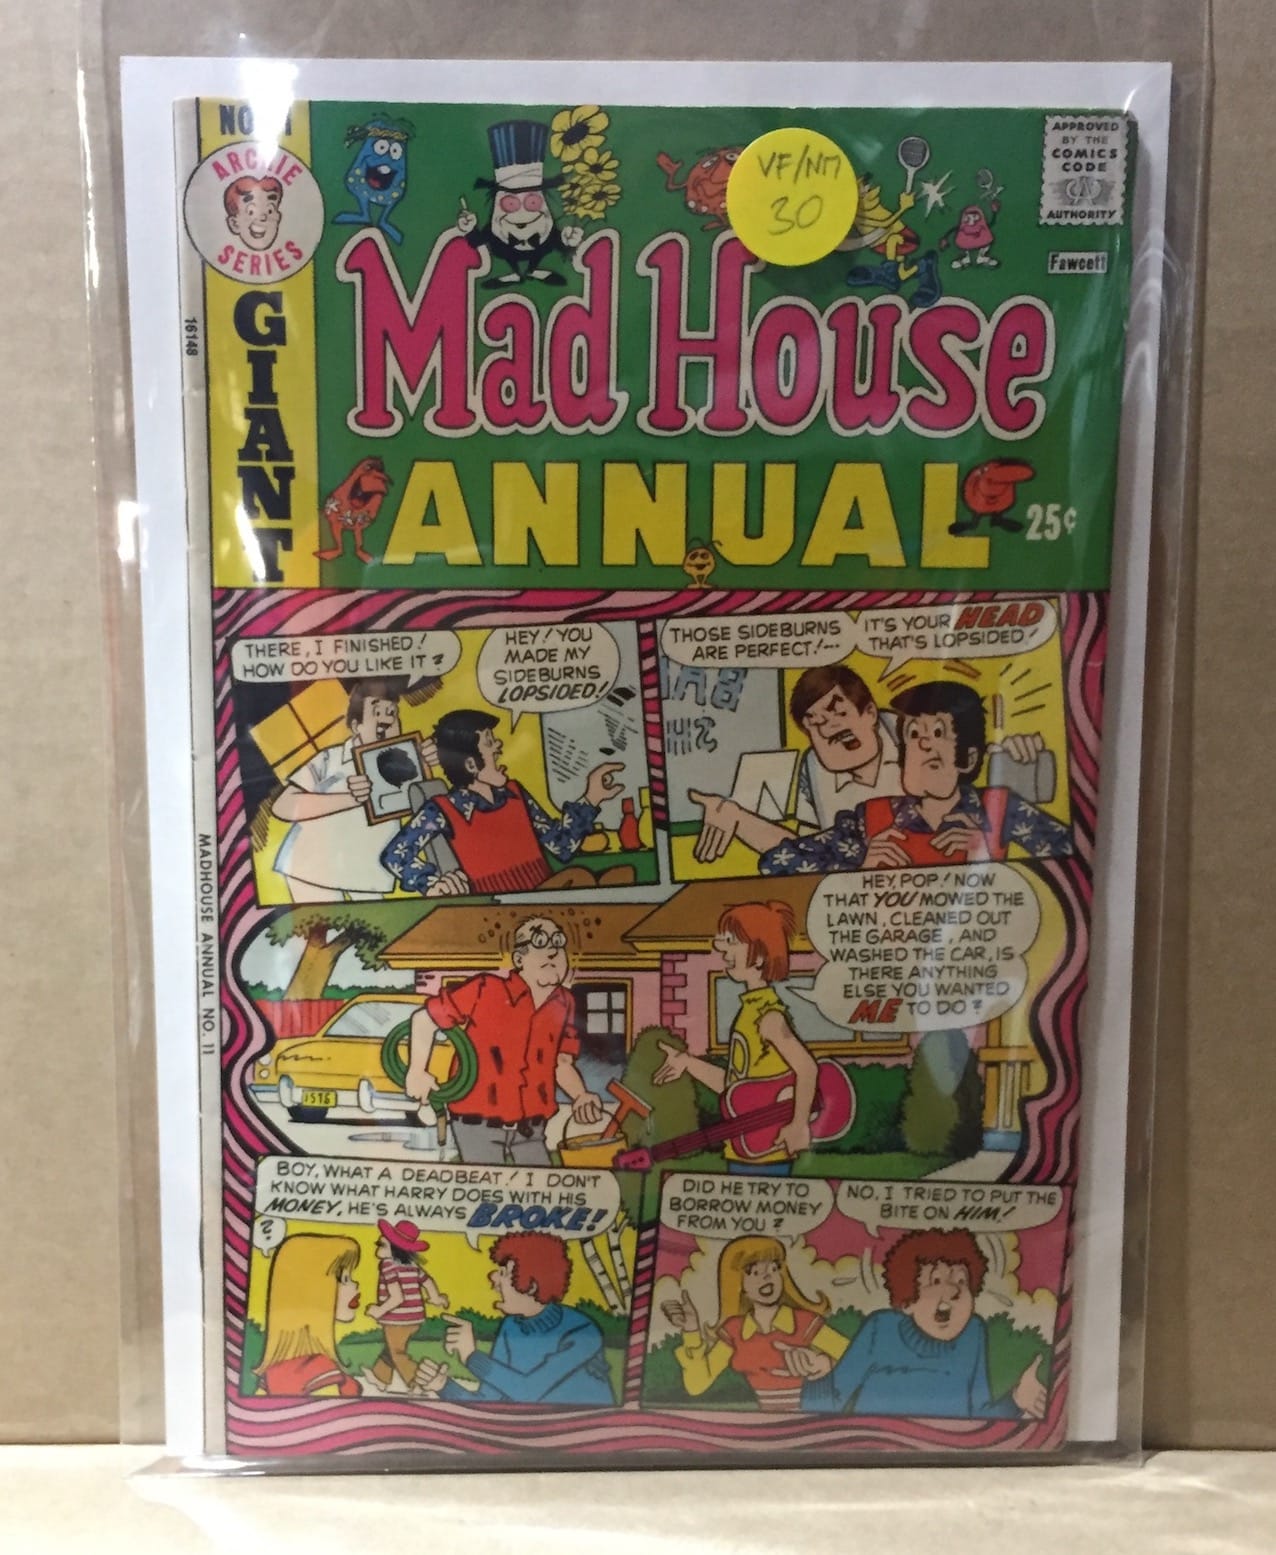 NO. 11
ARCHIE
SERIES
GIANT
VF/NM
30
APPROVED
BY THE
COMICS
CODE
CA
AUTHORITY
Fawcett
Mad House
ANNUAL
25¢
16148
MADHOUSE ANNUAL NO. 11
THERE, I FINISHED!
HOW DO YOU LIKE IT?
HEY! YOU
MADE MY
SIDEBURNS
LOPSIDED!
THOSE SIDEBURNS
ARE PERFECT!--
IT'S YOUR HEAD
THAT'S LOPSIDED!
HEY, POP! NOW
THAT YOU MOWED THE
LAWN, CLEANED OUT
THE GARAGE, AND
WASHED THE CAR, IS
THERE ANYTHING
ELSE YOU WANTED
ME TO DO?
1576
BOY, WHAT A DEADBEAT! I DON'T
KNOW WHAT HARRY DOES WITH HIS
MONEY, HE'S ALWAYS BROKE!
?
DID HE TRY TO
BORROW MONEY
FROM YOU?
NO, I TRIED TO PUT THE
BITE ON HIM!